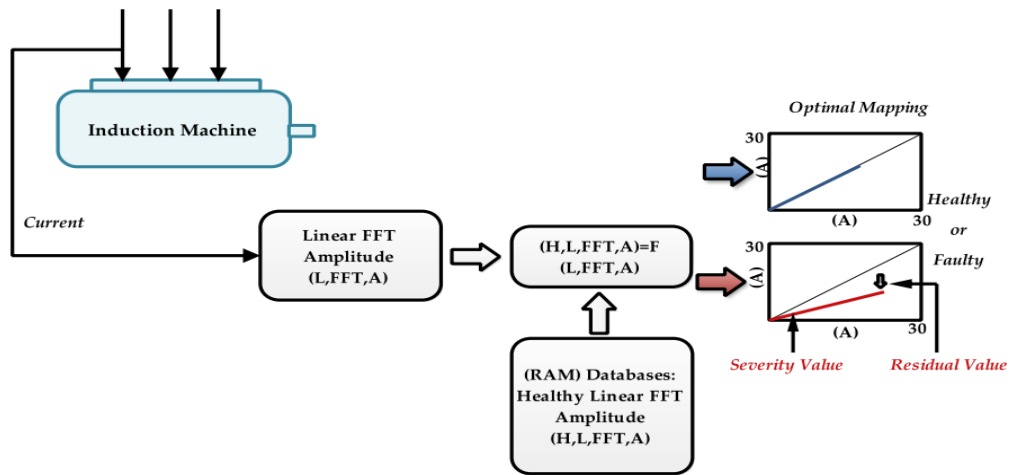 Induction Machine
Current
Linear FFT
Amplitude
(L,FFT,A)
(H,L,FFT,A)=F
(L,FFT,A)
(RAM) Databases:
Healthy Linear FFT
Amplitude
(H,L,FFT,A)
Optimal Mapping
30
(A)
(A)
30
Healthy
or
Faulty
30
(A)
(A)
30
Severity Value
Residual Value